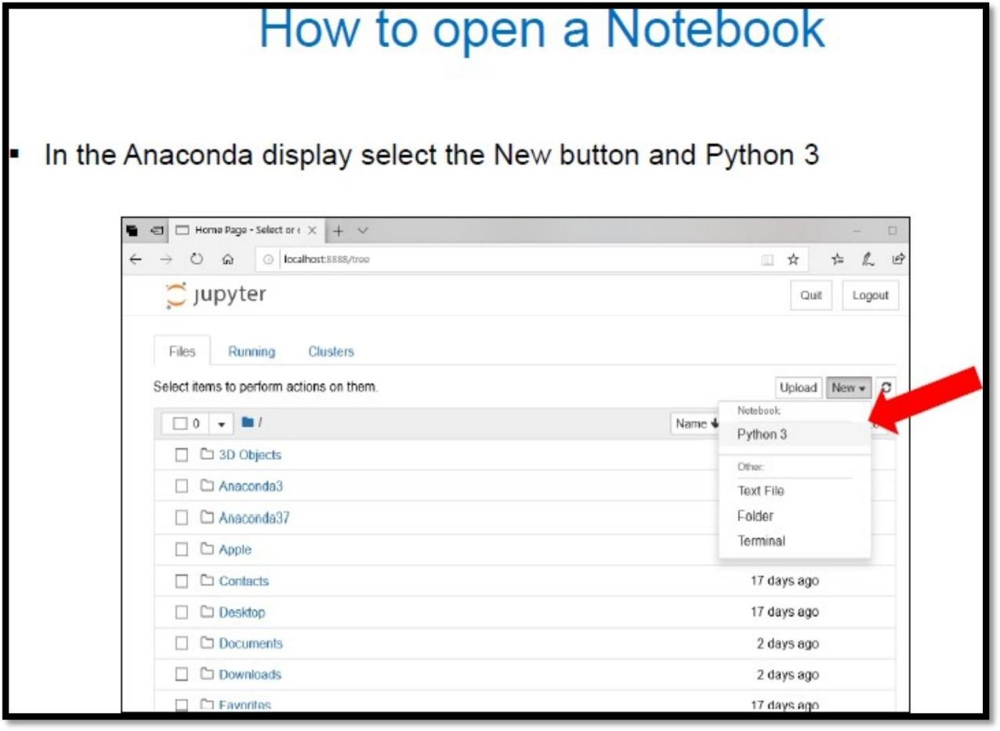 How to open a Notebook
▪ In the Anaconda display select the New button and Python 3
Home Page - Select or
localhost:8888/tree
jupyter
Quit Logout
Files Running Clusters
Select items to perform actions on them.
Upload New
0 / Name
Notebook:
Python 3
Other:
Text File
Folder
Terminal
3D Objects
Anaconda3
Anaconda37
Apple
Contacts 17 days ago
Desktop 17 days ago
Documents 2 days ago
Downloads 2 days ago
Favorites 17 days ago